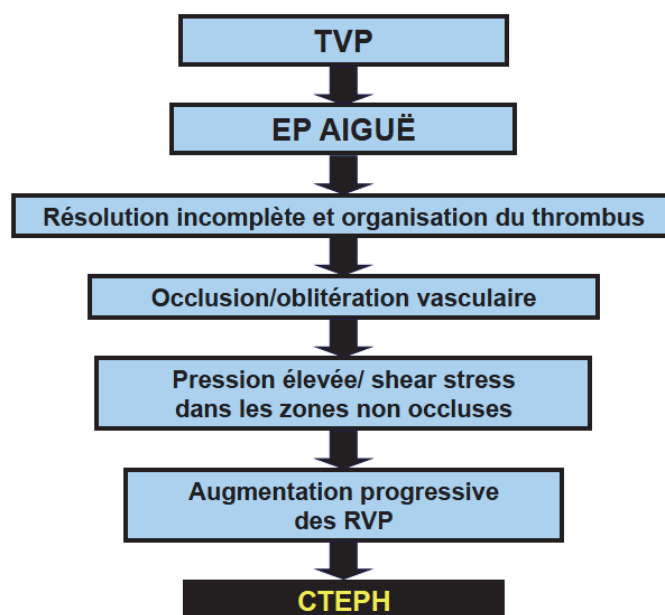 TVP
EP AIGUË
Résolution incomplète et organisation du thrombus
Occlusion/oblitération vasculaire
Pression élevée/ shear stress
dans les zones non occluses
Augmentation progressive
des RVP
CTEPH